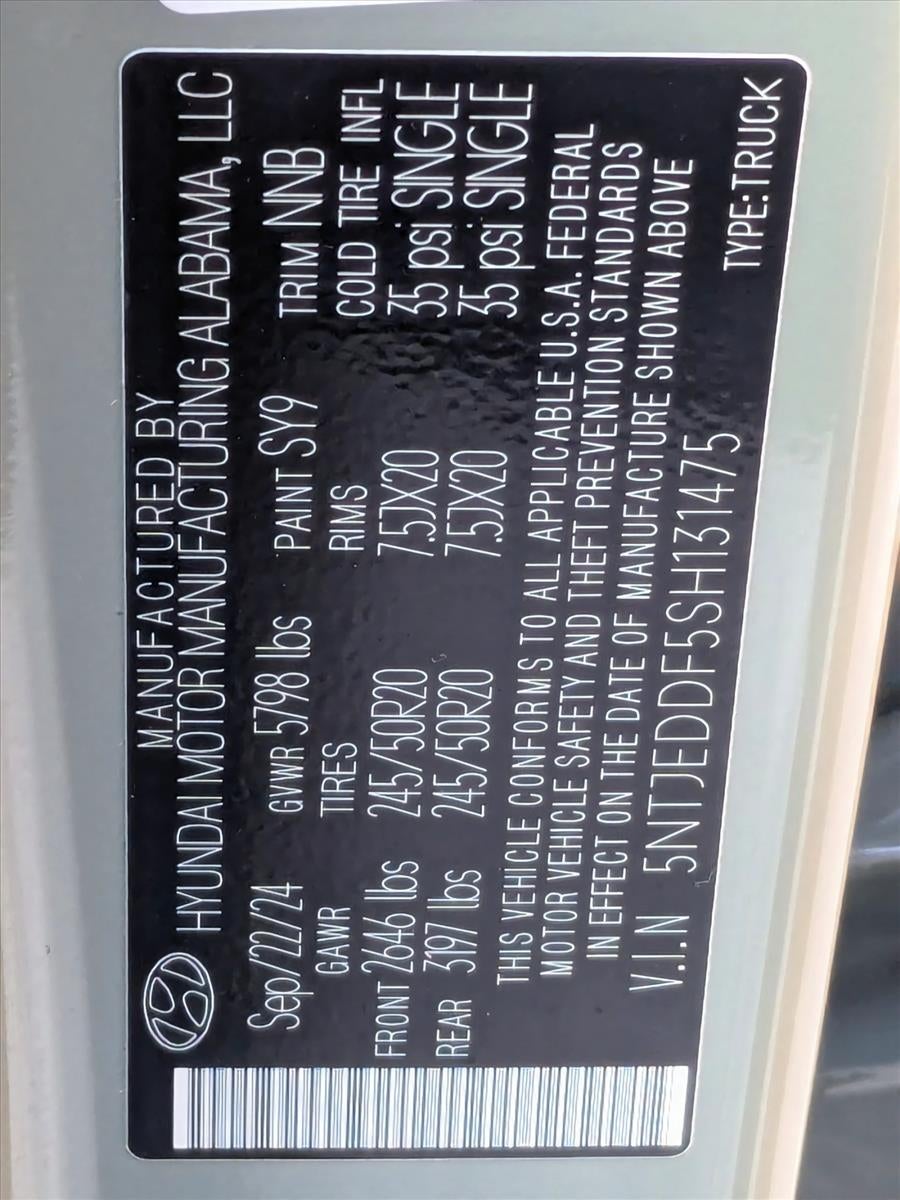 MANUFACTURED BY
HYUNDAI MOTOR MANUFACTURING ALABAMA, LLC
Sep/22/24 GVWR 5798 lbs PAINT SY9 TRIM NNB
GAWR TIRES RIMS COLD TIRE INFL
FRONT 2646 lbs 245/50R20 7.5JX20 35 psi SINGLE
REAR 3197 lbs 245/50R20 7.5JX20 35 psi SINGLE
THIS VEHICLE CONFORMS TO ALL APPLICABLE U.S.A. FEDERAL
MOTOR VEHICLE SAFETY AND THEFT PREVENTION STANDARDS
IN EFFECT ON THE DATE OF MANUFACTURE SHOWN ABOVE
V.I.N 5NTJEDDF5SH131475
TYPE:TRUCK